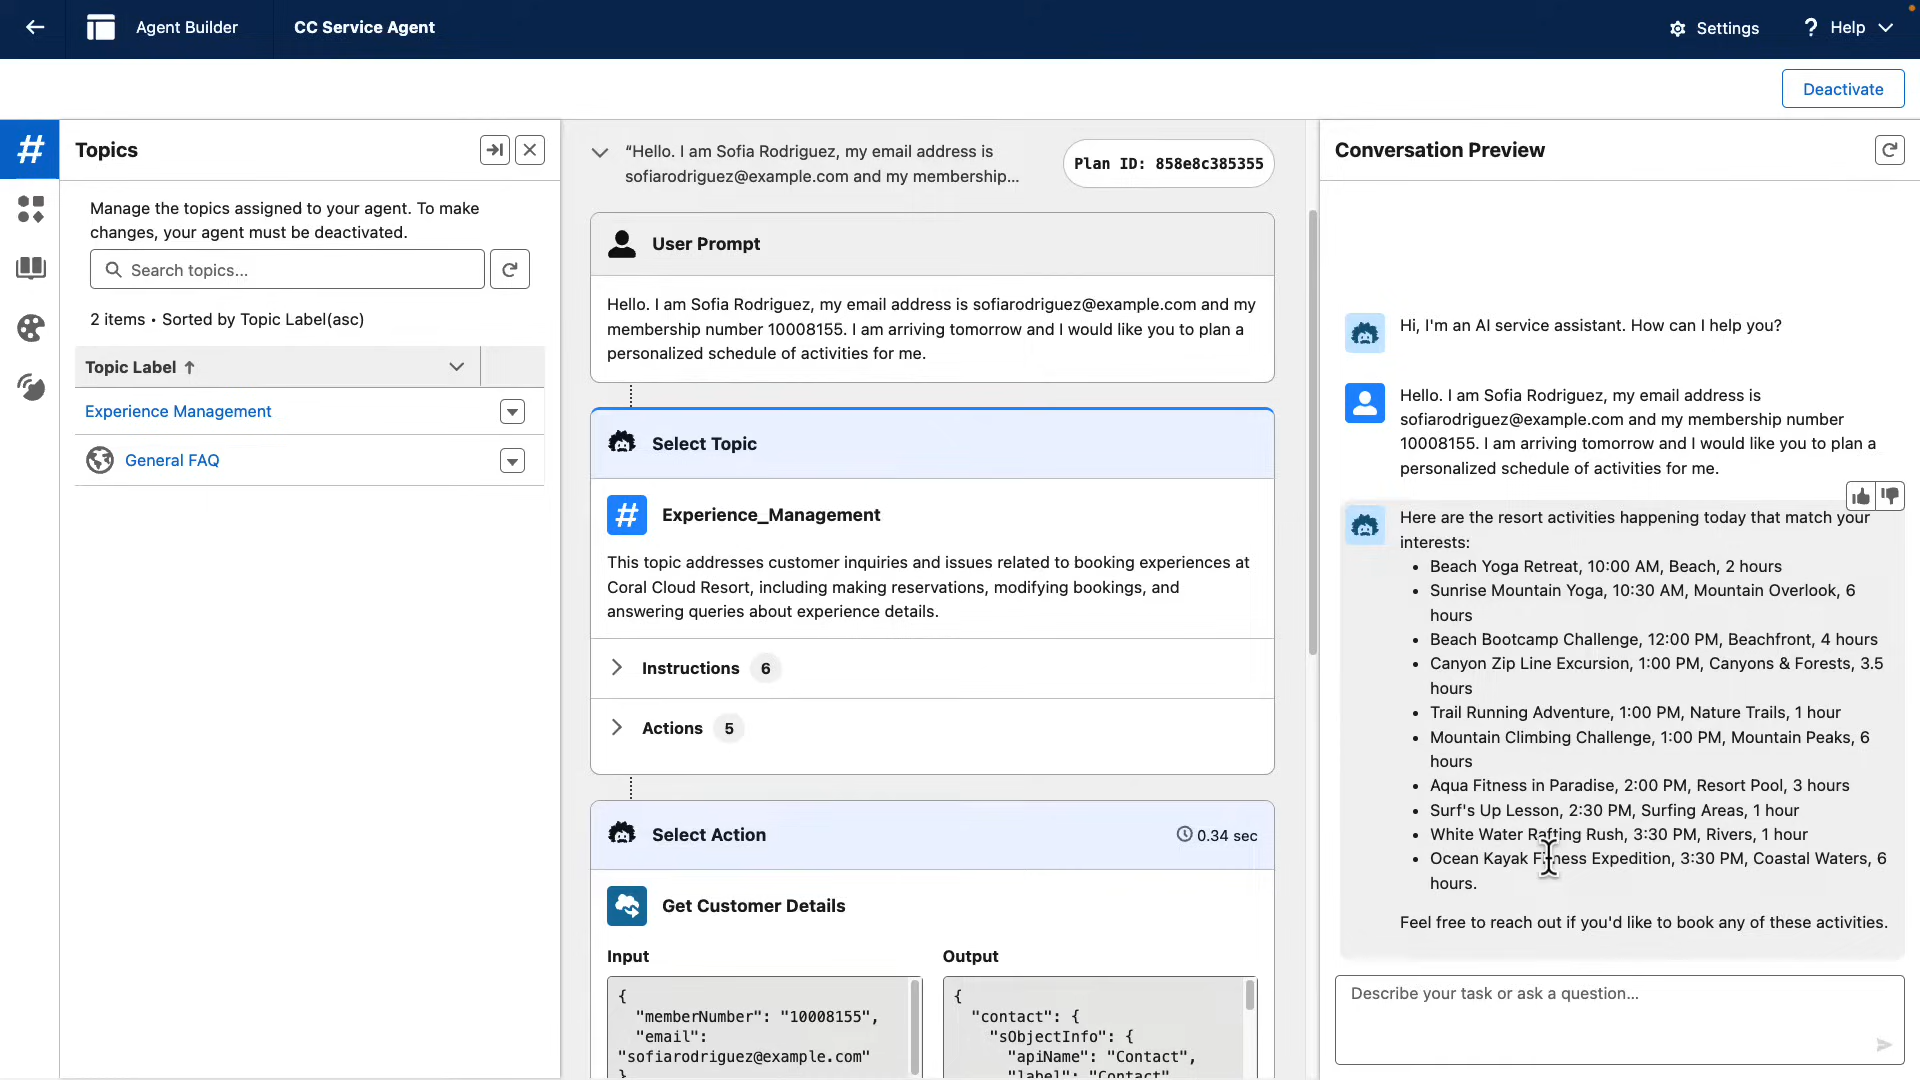 Agent Builder
CC Service Agent
Settings
? Help
Deactivate
# Topics
Manage the topics assigned to your agent. To make
changes, your agent must be deactivated.
Search topics...
2 items • Sorted by Topic Label(asc)
Topic Label ↑
Experience Management
General FAQ
“Hello. I am Sofia Rodriguez, my email address is
sofiarodriguez@example.com and my membership...
Plan ID: 858e8c385355
User Prompt
Hello. I am Sofia Rodriguez, my email address is sofiarodriguez@example.com and my
membership number 10008155. I am arriving tomorrow and I would like you to plan a
personalized schedule of activities for me.
Select Topic
# Experience_Management
This topic addresses customer inquiries and issues related to booking experiences at
Coral Cloud Resort, including making reservations, modifying bookings, and
answering queries about experience details.
Instructions 6
Actions 5
Select Action
0.34 sec
Get Customer Details
Input
{
"memberNumber": "10008155",
"email":
"sofiarodriguez@example.com"
}
Output
{
"contact": {
"sObjectInfo": {
"apiName": "Contact",
"label": "Contact"
Conversation Preview
Hi, I'm an AI service assistant. How can I help you?
Hello. I am Sofia Rodriguez, my email address is
sofiarodriguez@example.com and my membership number
10008155. I am arriving tomorrow and I would like you to plan a
personalized schedule of activities for me.
Here are the resort activities happening today that match your
interests:
• Beach Yoga Retreat, 10:00 AM, Beach, 2 hours
• Sunrise Mountain Yoga, 10:30 AM, Mountain Overlook, 6
hours
• Beach Bootcamp Challenge, 12:00 PM, Beachfront, 4 hours
• Canyon Zip Line Excursion, 1:00 PM, Canyons & Forests, 3.5
hours
• Trail Running Adventure, 1:00 PM, Nature Trails, 1 hour
• Mountain Climbing Challenge, 1:00 PM, Mountain Peaks, 6
hours
• Aqua Fitness in Paradise, 2:00 PM, Resort Pool, 3 hours
• Surf's Up Lesson, 2:30 PM, Surfing Areas, 1 hour
• White Water Rafting Rush, 3:30 PM, Rivers, 1 hour
• Ocean Kayak Fitness Expedition, 3:30 PM, Coastal Waters, 6
hours.
Feel free to reach out if you'd like to book any of these activities.
Describe your task or ask a question...